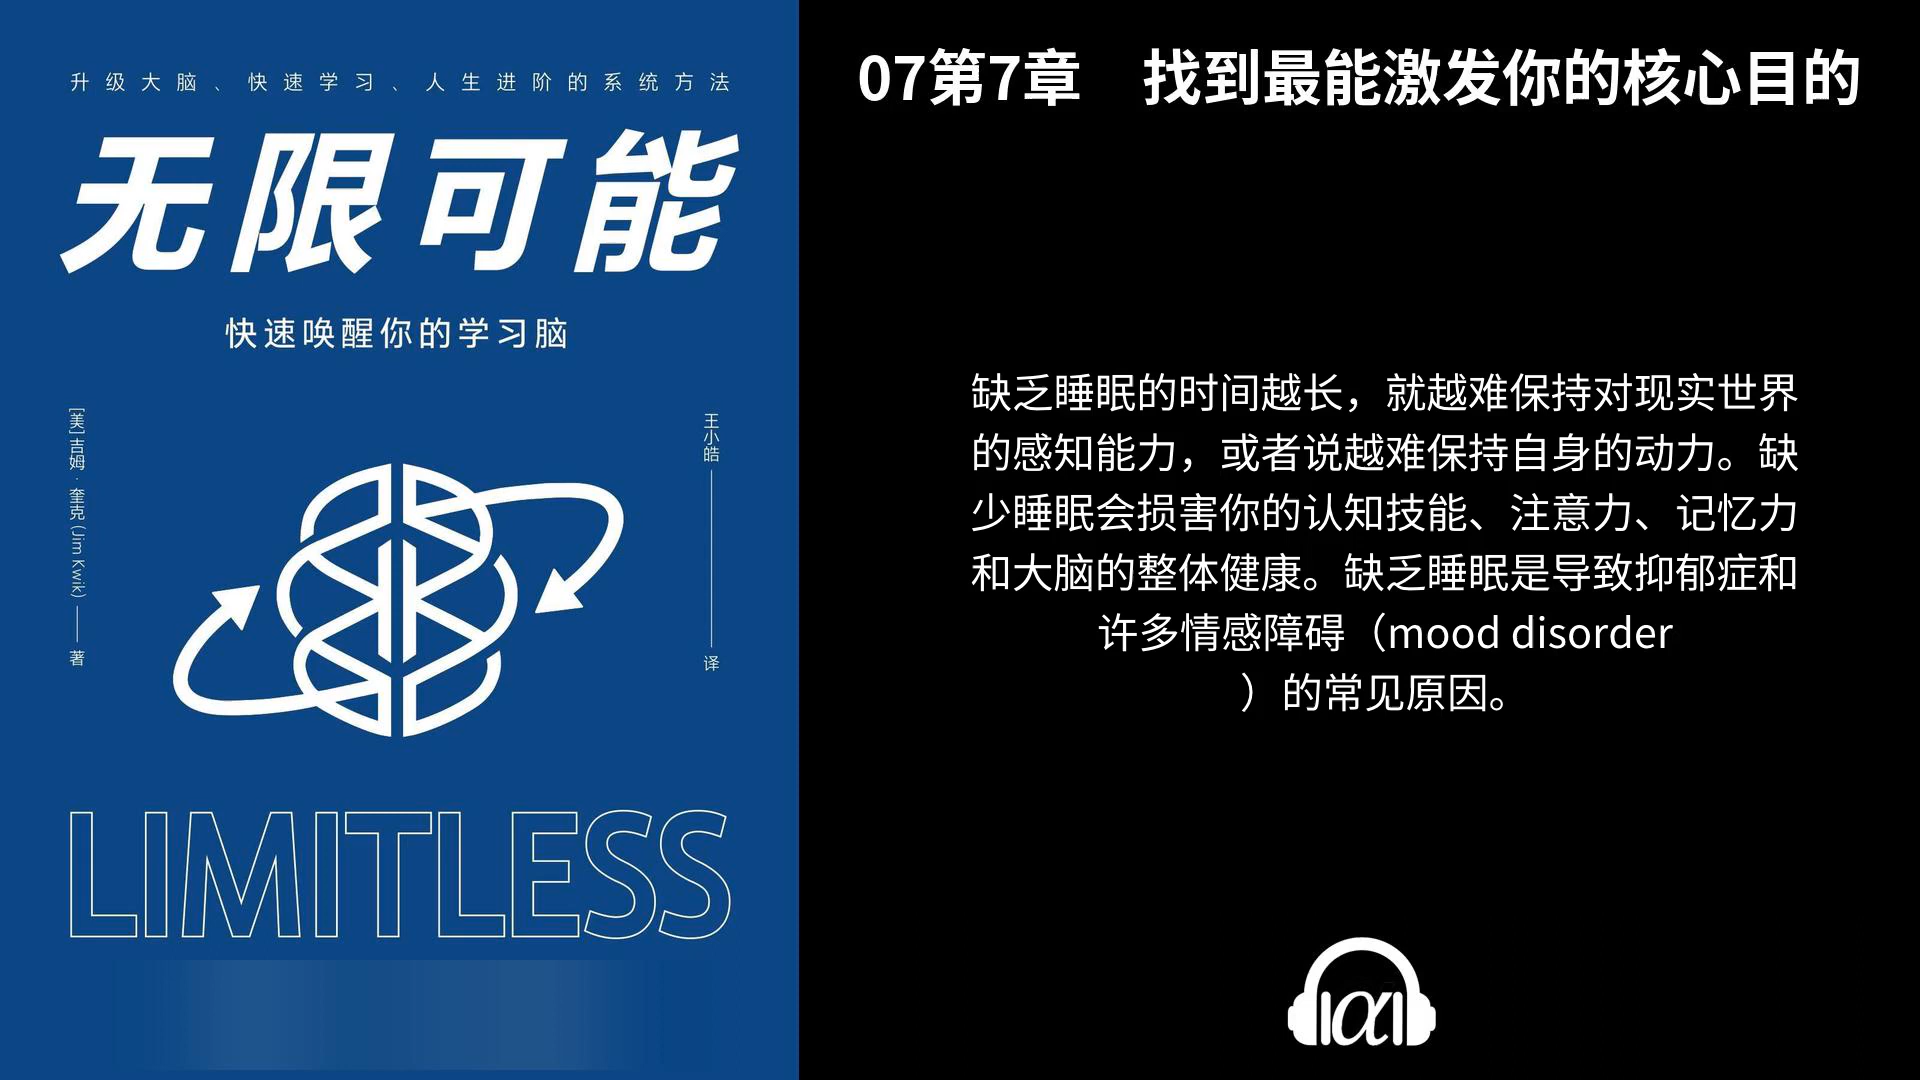 升级大脑、快速学习、人生进阶的系统方法
无限可能
快速唤醒你的学习脑
[美]吉姆·奎克(Jim Kwik)——著
王小皓——译
LIMITLESS
07第7章 找到最能激发你的核心目的
缺乏睡眠的时间越长，就越难保持对现实世界
的感知能力，或者说越难保持自身的动力。缺
少睡眠会损害你的认知技能、注意力、记忆力
和大脑的整体健康。缺乏睡眠是导致抑郁症和
许多情感障碍（mood disorder
）的常见原因。
α